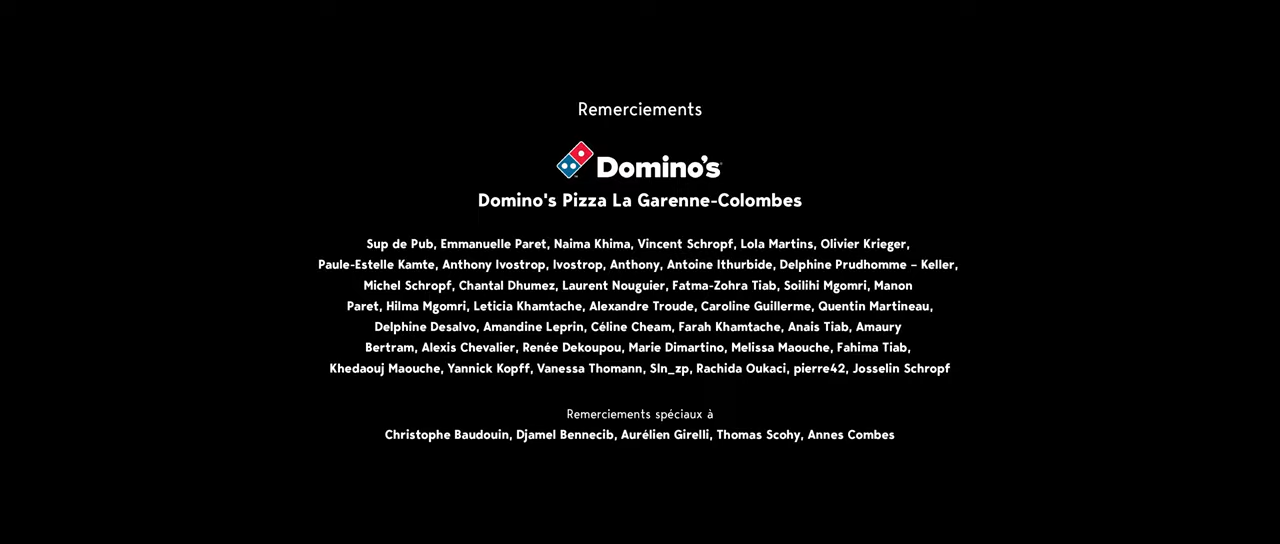 Remerciements
Domino's
Domino's Pizza La Garenne-Colombes
Sup de Pub, Emmanuelle Paret, Naima Khima, Vincent Schropf, Lola Martins, Olivier Krieger,
Paule-Estelle Kamte, Anthony Ivostrop, Ivostrop, Anthony, Antoine Ithurbide, Delphine Prudhomme – Keller,
Michel Schropf, Chantal Dhumez, Laurent Nouguier, Fatma-Zohra Tiab, Soilihi Mgomri, Manon
Paret, Hilma Mgomri, Leticia Khamtache, Alexandre Troude, Caroline Guillerme, Quentin Martineau,
Delphine Desalvo, Amandine Leprin, Céline Cheam, Farah Khamtache, Anais Tiab, Amaury
Bertram, Alexis Chevalier, Renée Dekoupou, Marie Dimartino, Melissa Maouche, Fahima Tiab,
Khedaouj Maouche, Yannick Kopff, Vanessa Thomann, Sln_zp, Rachida Oukaci, pierre42, Josselin Schropf
Remerciements spéciaux à
Christophe Baudouin, Djamel Bennecib, Aurélien Girelli, Thomas Scohy, Annes Combes